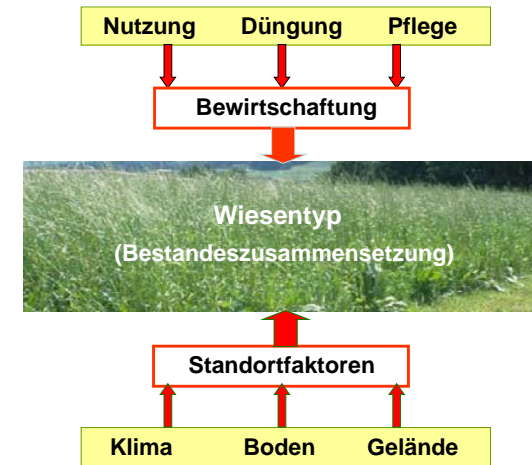 Nutzung Düngung Pflege
Bewirtschaftung
Wiesentyp
(Bestandeszusammensetzung)
Standortfaktoren
Klima Boden Gelände